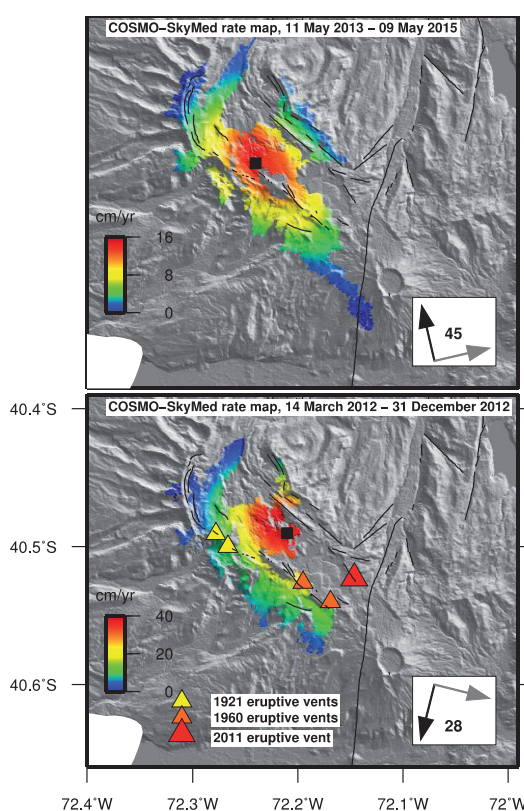 COSMO−SkyMed rate map, 11 May 2013 − 09 May 2015
cm/yr
16
8
0
45
COSMO−SkyMed rate map, 14 March 2012 − 31 December 2012
40.4˚S
40.5˚S
40.6˚S
cm/yr
40
20
0
1921 eruptive vents
1960 eruptive vents
2011 eruptive vent
28
72.4˚W
72.3˚W
72.2˚W
72.1˚W
72˚W